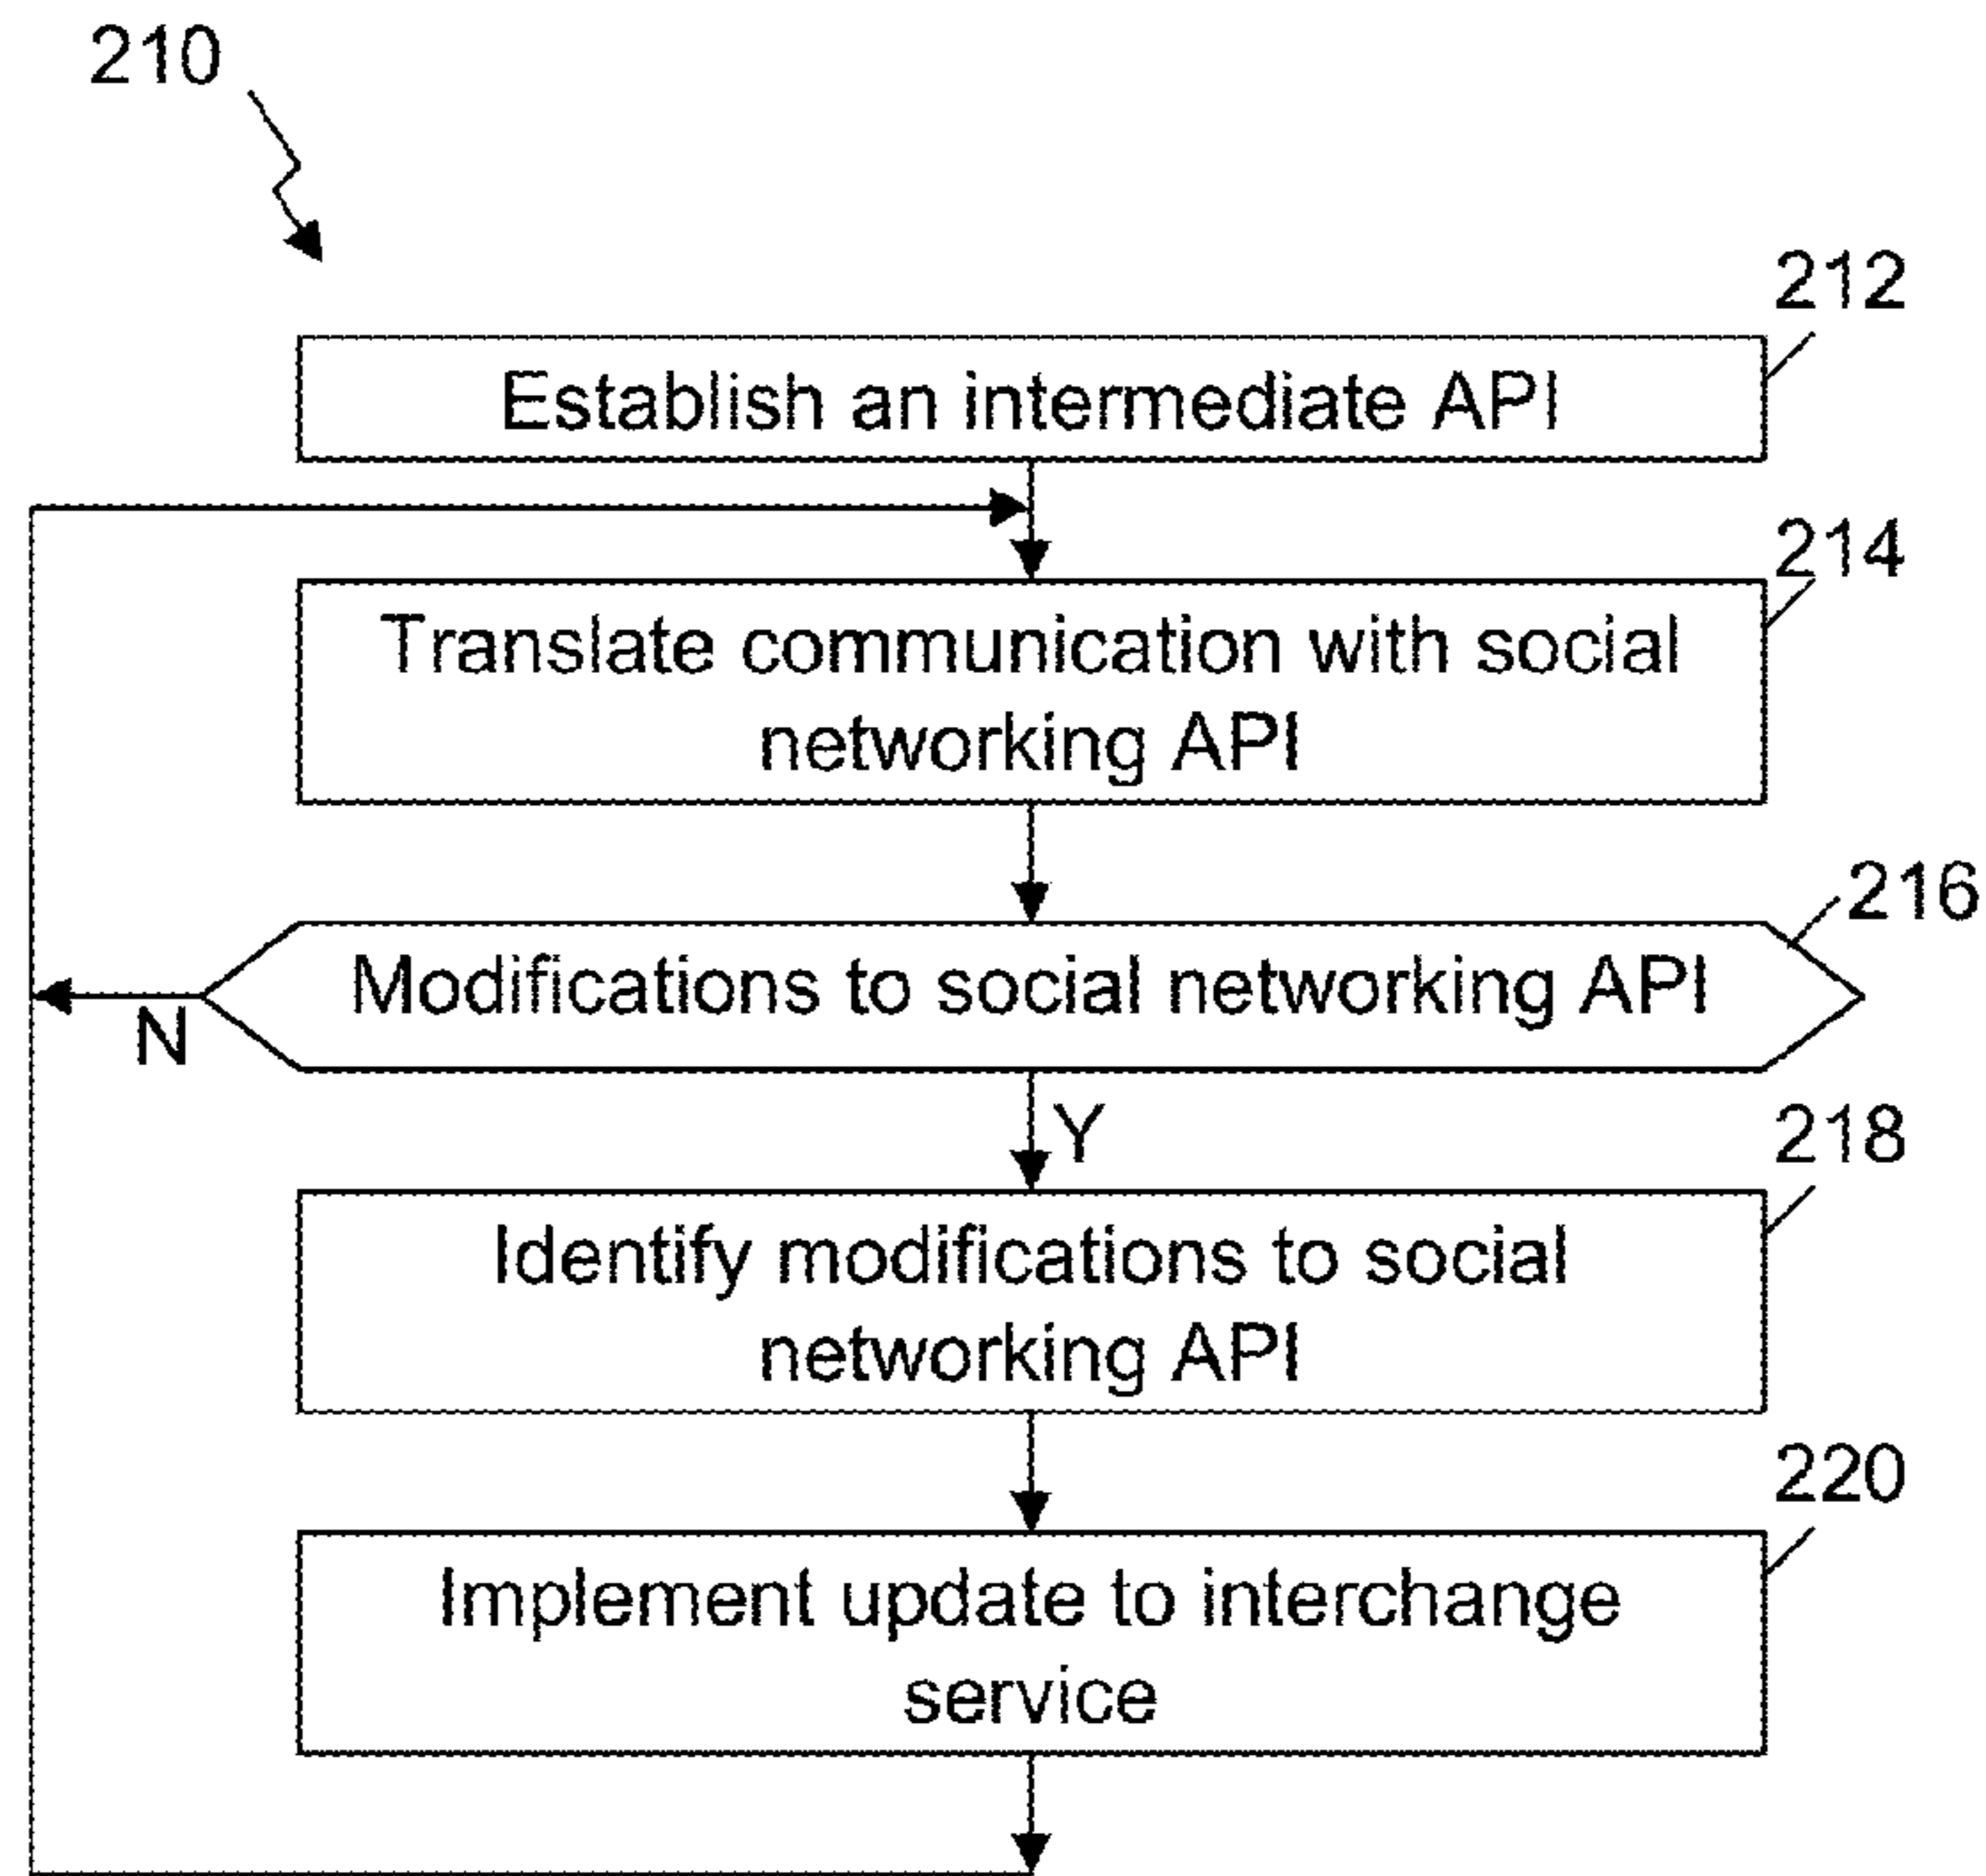 210
212
Establish an intermediate API
214
Translate communication with social
networking API
216
Modifications to social networking API
N
Y
218
Identify modifications to social
networking API
220
Implement update to interchange
service